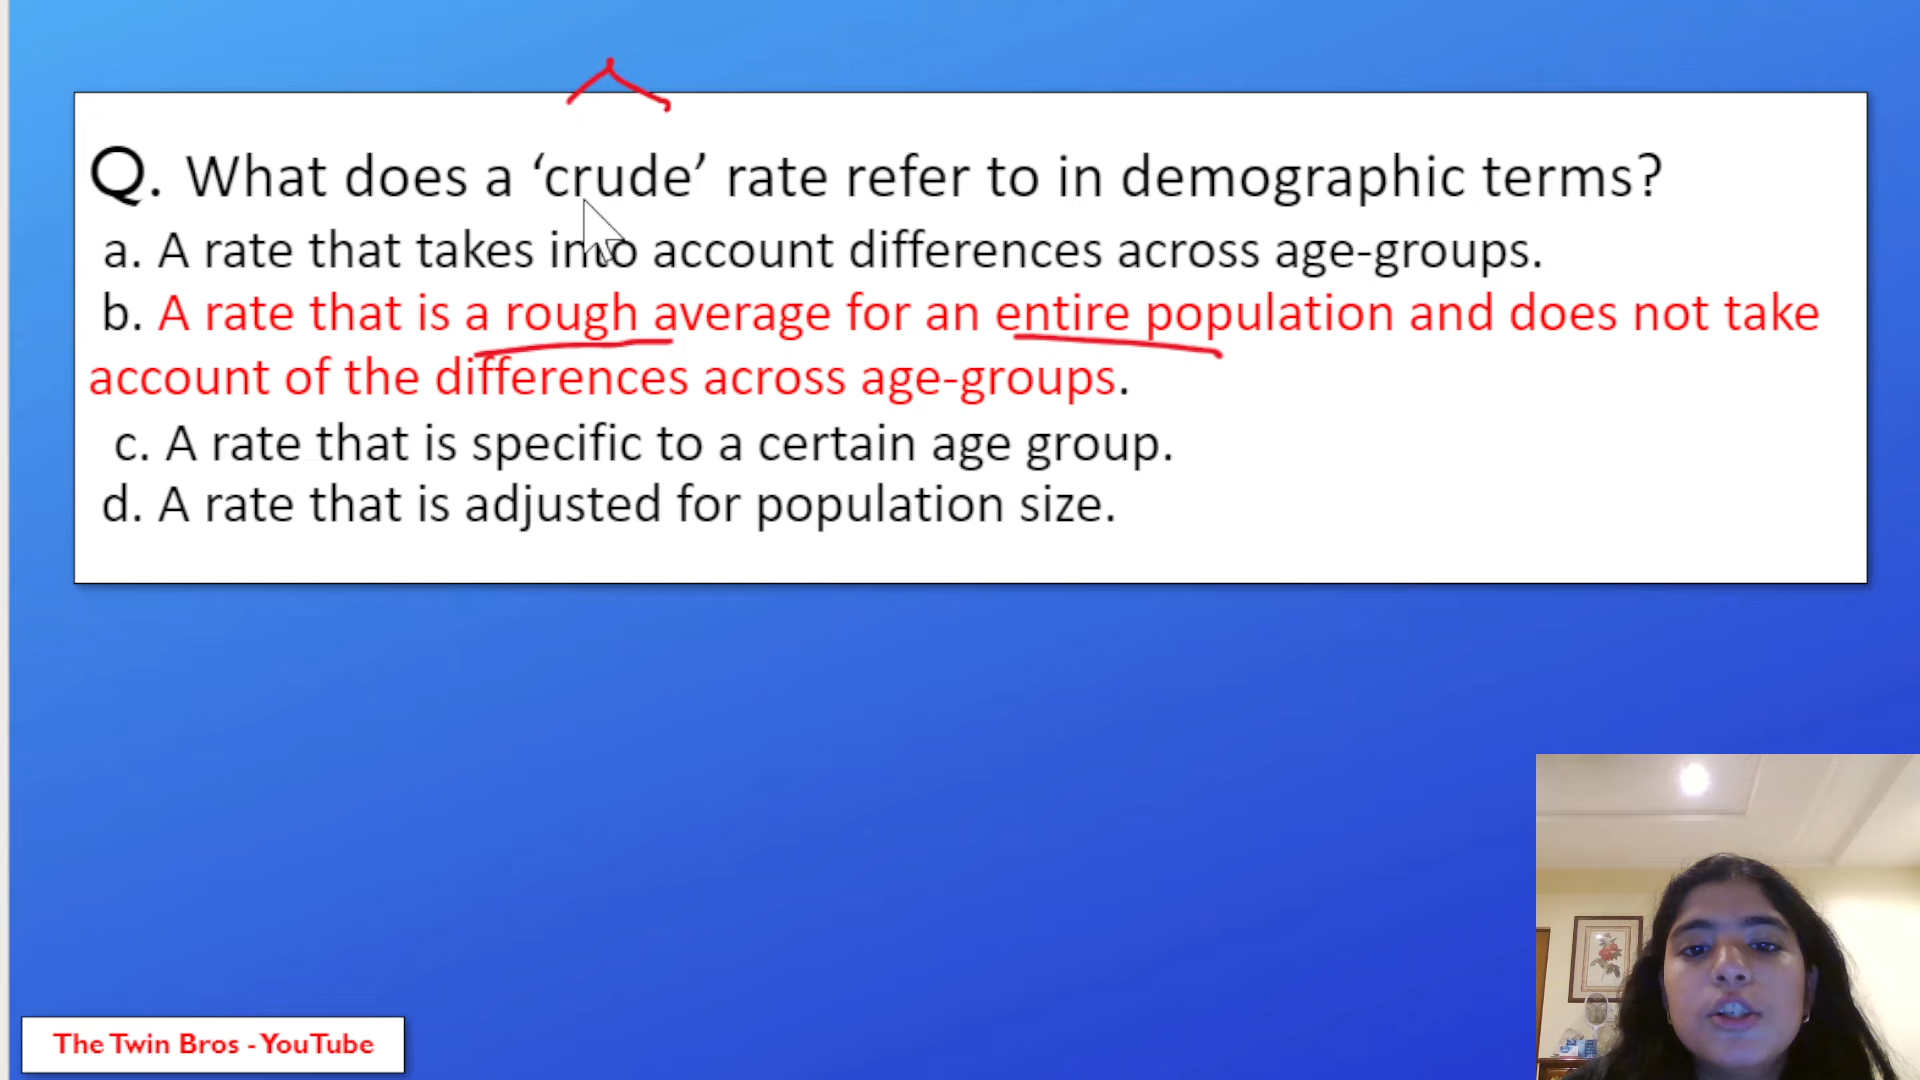 Q. What does a ‘crude’ rate refer to in demographic terms?
a. A rate that takes into account differences across age-groups.
b. A rate that is a rough average for an entire population and does not take
account of the differences across age-groups.
c. A rate that is specific to a certain age group.
d. A rate that is adjusted for population size.
The Twin Bros - YouTube